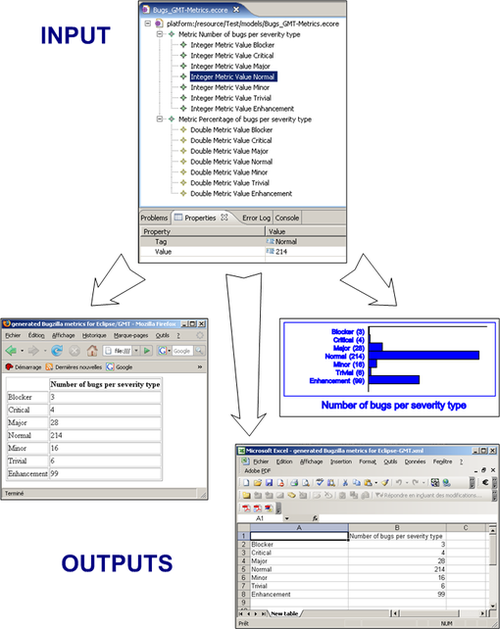 INPUT
Bugs_GMT-Metrics.ecore
platform:/resource/Test/models/Bugs_GMT-Metrics.ecore
Metric Number of bugs per severity type
Integer Metric Value Blocker
Integer Metric Value Critical
Integer Metric Value Major
Integer Metric Value Normal
Integer Metric Value Minor
Integer Metric Value Trivial
Integer Metric Value Enhancement
Metric Percentage of bugs per severity type
Double Metric Value Blocker
Double Metric Value Critical
Double Metric Value Major
Double Metric Value Normal
Double Metric Value Minor
Double Metric Value Trivial
Double Metric Value Enhancement
Problems Properties Error Log Console
Property Value
Tag Normal
Value 214
generated Bugzilla metrics for Eclipse/GMT - Mozilla Firefox
Fichier Édition Affichage Historique Marque-pages Outils ?
file:/// Google
Démarrage Dernières nouvelles Google
Number of bugs per severity type
Blocker 3
Critical 4
Major 28
Normal 214
Minor 16
Trivial 6
Enhancement 99
Terminé
Blocker (3)
Critical (4)
Major (28)
Normal (214)
Minor (16)
Trivial (6)
Enhancement (99)
Number of bugs per severity type
OUTPUTS
Microsoft Excel - generated Bugzilla metrics for Eclipse-GMT.xml
Fichier Edition Affichage Insertion Format Outils Données Fenêtre ?
Adobe PDF
Répondre en incluant des modifications...
A1 fx
A B C
1 Number of bugs per severity type
2 Blocker 3
3 Critical 4
4 Major 28
5 Normal 214
6 Minor 16
7 Trivial 6
8 Enhancement 99
New table
Prêt NUM